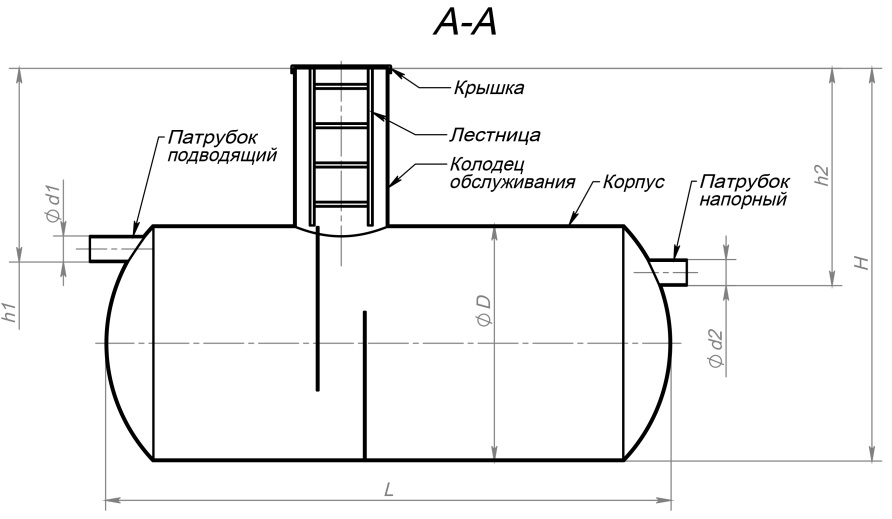 А-А
Крышка
Лестница
Патрубок
подводящий
Колодец
обслуживания
Корпус
Патрубок
напорный
ϕ d1
h1
ϕ D
h2
H
ϕ d2
L